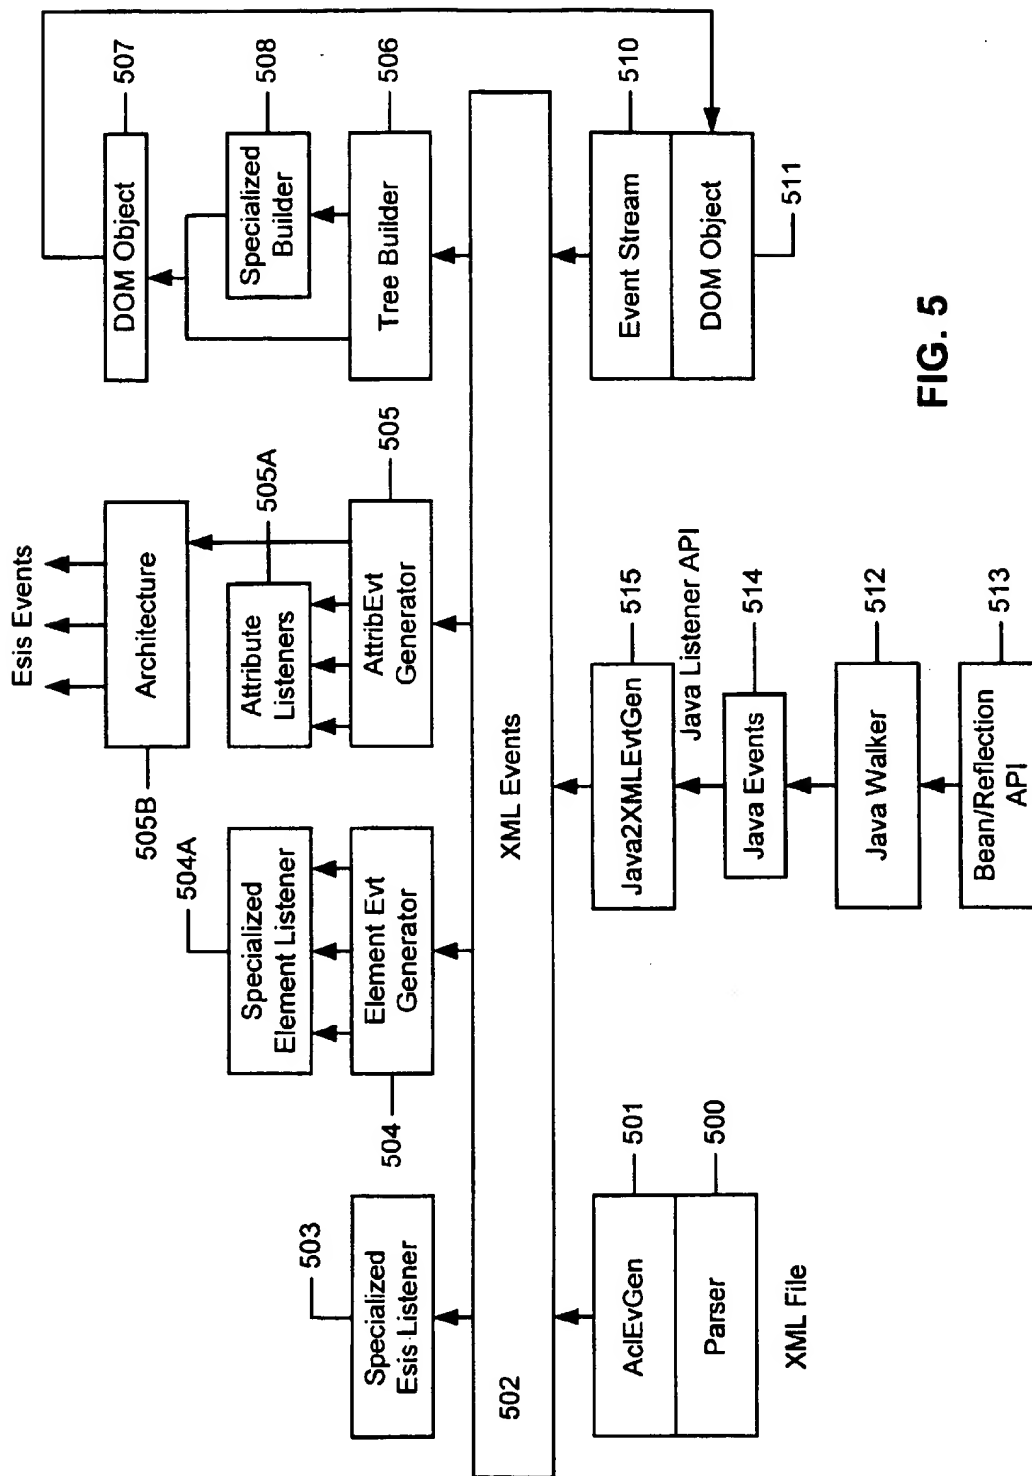 Esis Events
507
DOM Object
508
Specialized
Builder
506
Tree Builder
505A
505B
Architecture
Attribute
Listeners
505
AttribEvt
Generator
504A
Specialized
Element Listener
504
Element Evt
Generator
503
Specialized
Esis Listener
502
XML Events
501
AclEvGen
500
Parser
XML File
515
Java2XMLEvtGen
Java Listener API
514
Java Events
512
Java Walker
513
Bean/Reflection
API
510
Event Stream
DOM Object
511
FIG. 5